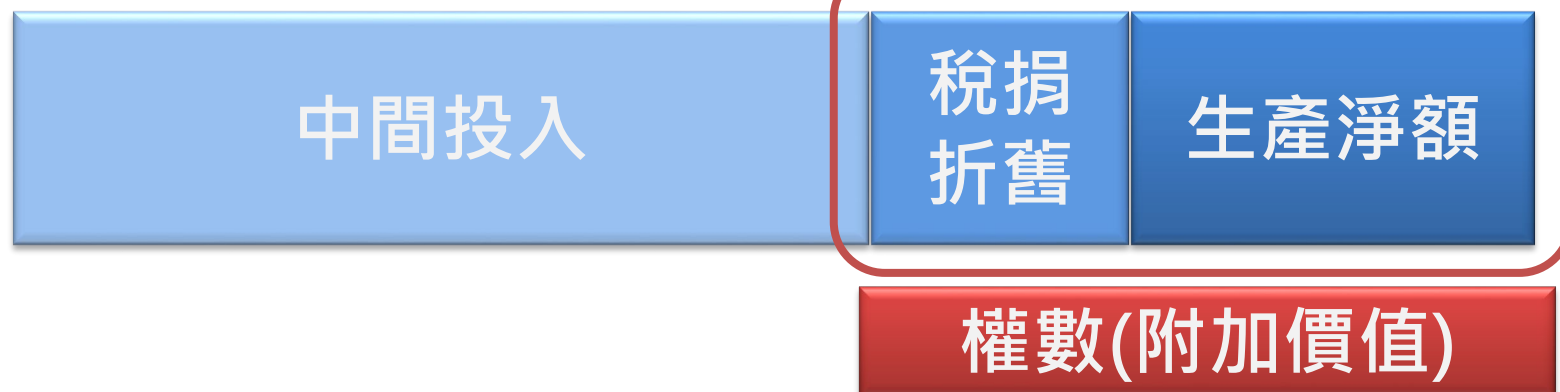 中間投入
稅捐
折舊
生產淨額
權數(附加價值)